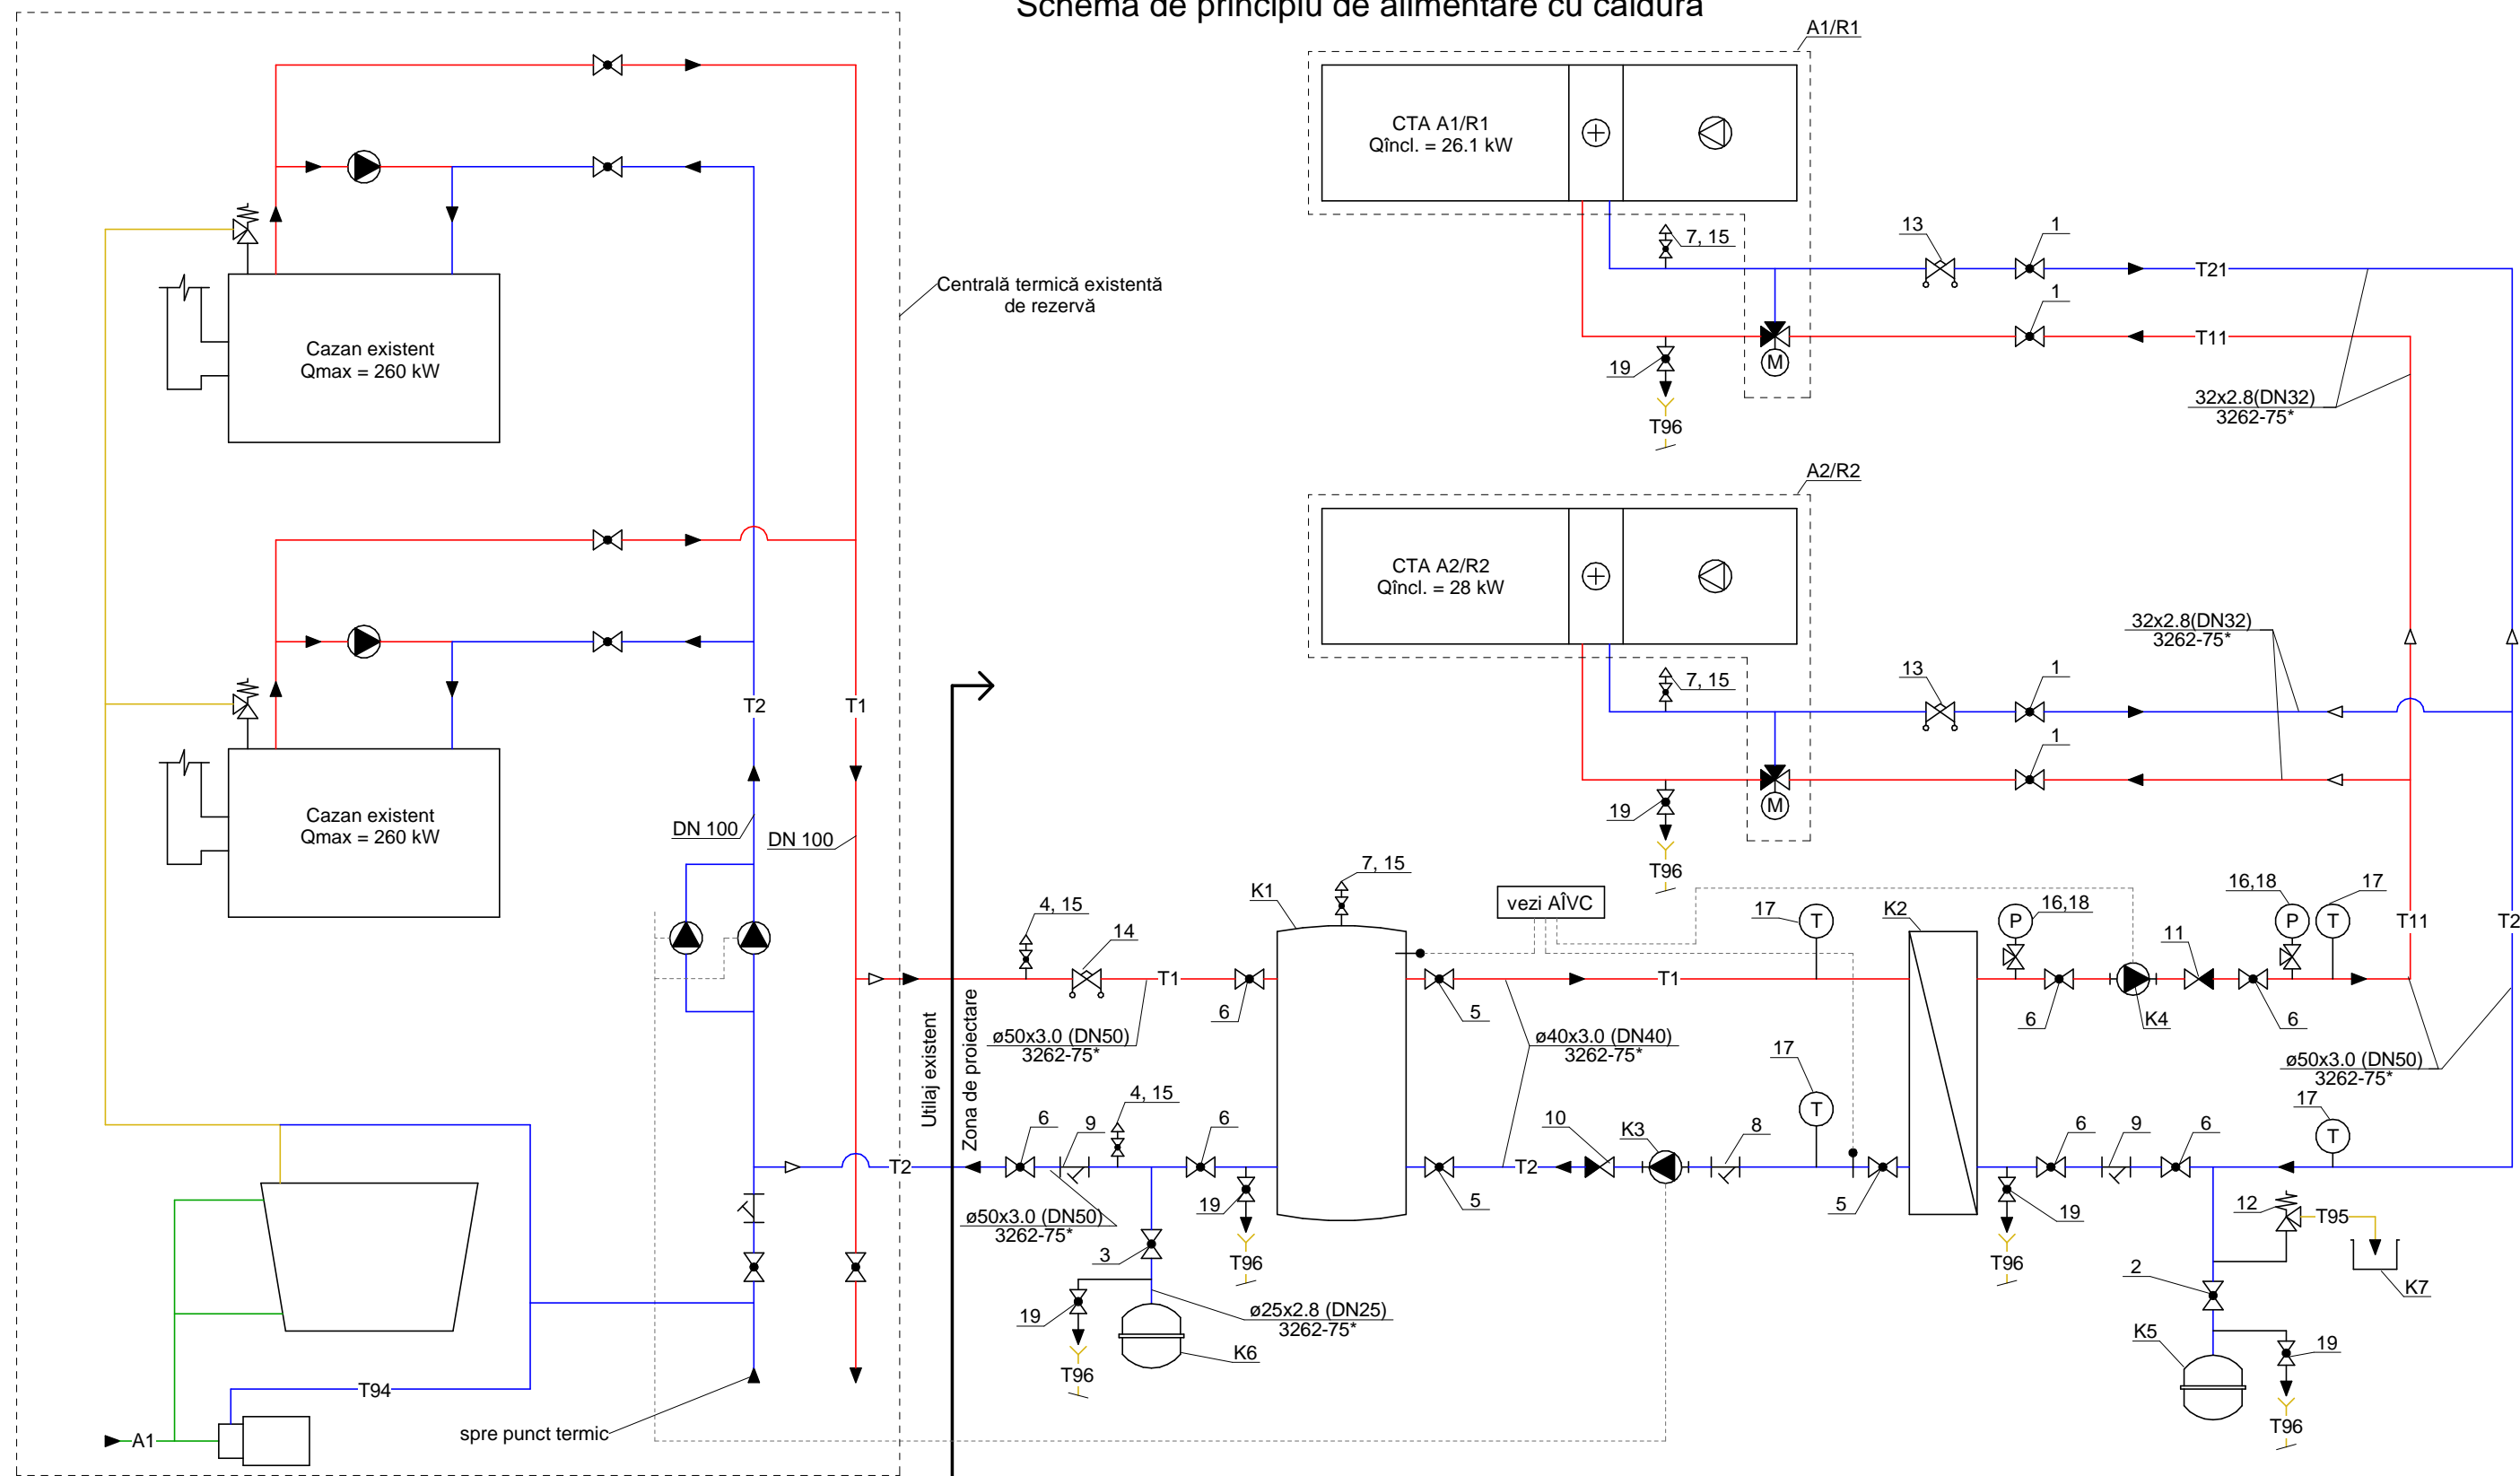 Schema de principiu de alimentare cu căldură
A1/R1
CTA A1/R1
Qîncl. = 26.1 kW
7, 15
13
1
T21
1
T11
19
M
T96
32x2.8(DN32)
3262-75*
Centrală termică existentă
de rezervă
Cazan existent
Qmax = 260 kW
A2/R2
CTA A2/R2
Qîncl. = 28 kW
32x2.8(DN32)
3262-75*
7, 15
13
1
1
19
M
T96
T2
T1
Cazan existent
Qmax = 260 kW
DN 100
DN 100
7, 15
K1
4, 15
14
T1
6
ø50x3.0 (DN50)
3262-75*
Utilaj existent
Zona de proiectare
vezi AÎVC
17
T
K2
P
16,18
16,18
P
17
T
T11
T2
11
5
T1
6
K4
6
ø40x3.0 (DN40)
3262-75*
ø50x3.0 (DN50)
3262-75*
17
T
17
T
T2
6
9
4, 15
6
5
T2
10
K3
8
5
6
9
6
ø50x3.0 (DN50)
3262-75*
19
T96
3
19
T96
ø25x2.8 (DN25)
3262-75*
K6
19
T96
12
T95
K7
2
K5
19
T96
T94
A1
spre punct termic